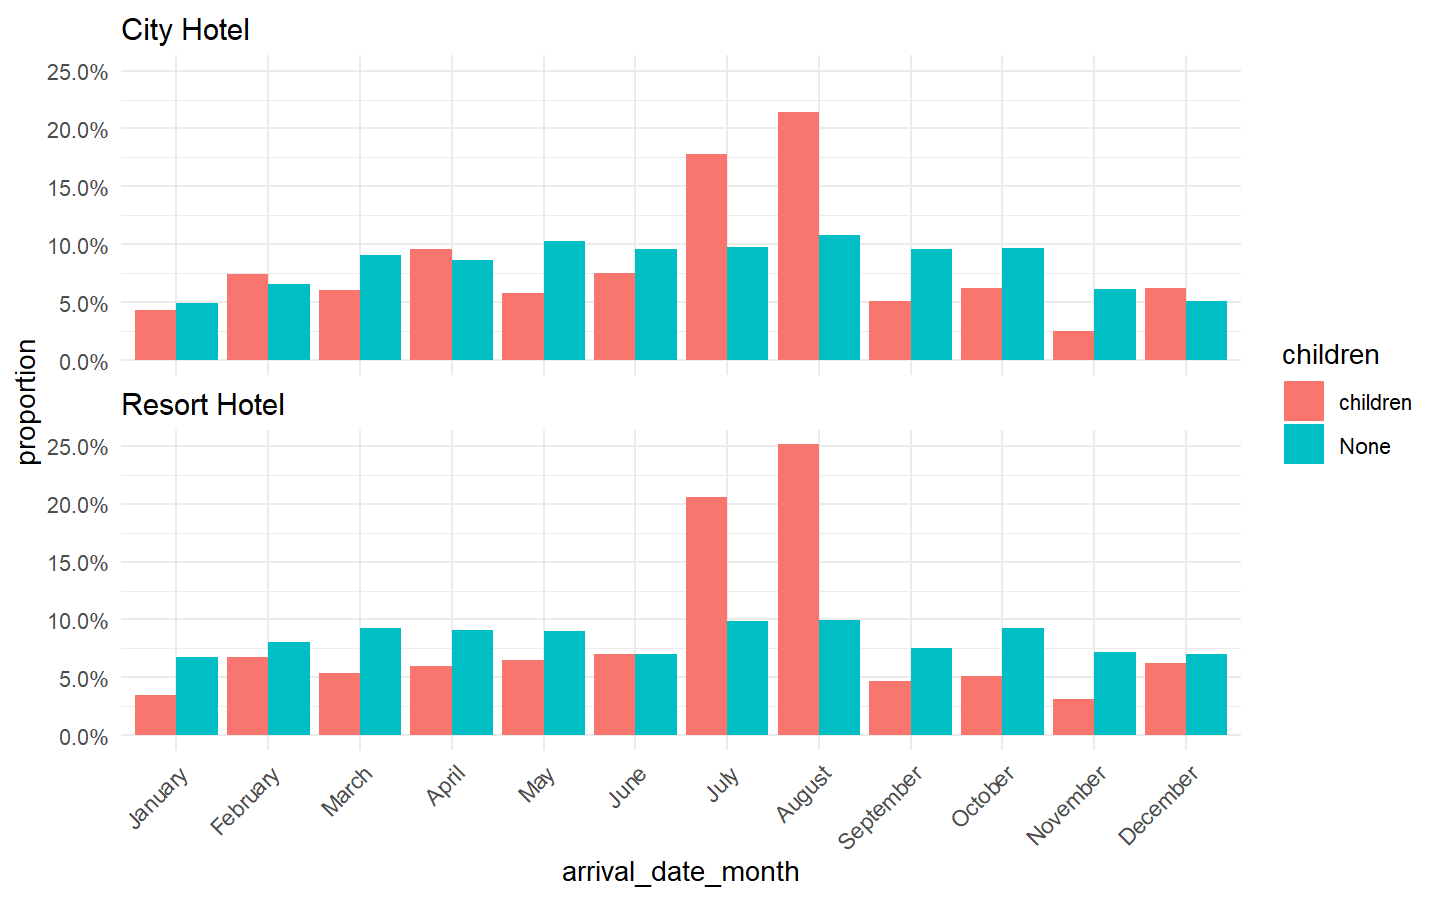 City Hotel
25.0%
20.0%
15.0%
10.0%
5.0%
0.0%
Resort Hotel
25.0%
20.0%
15.0%
10.0%
5.0%
0.0%
proportion
January
February
March
April
May
June
July
August
September
October
November
December
arrival_date_month
children
children
None